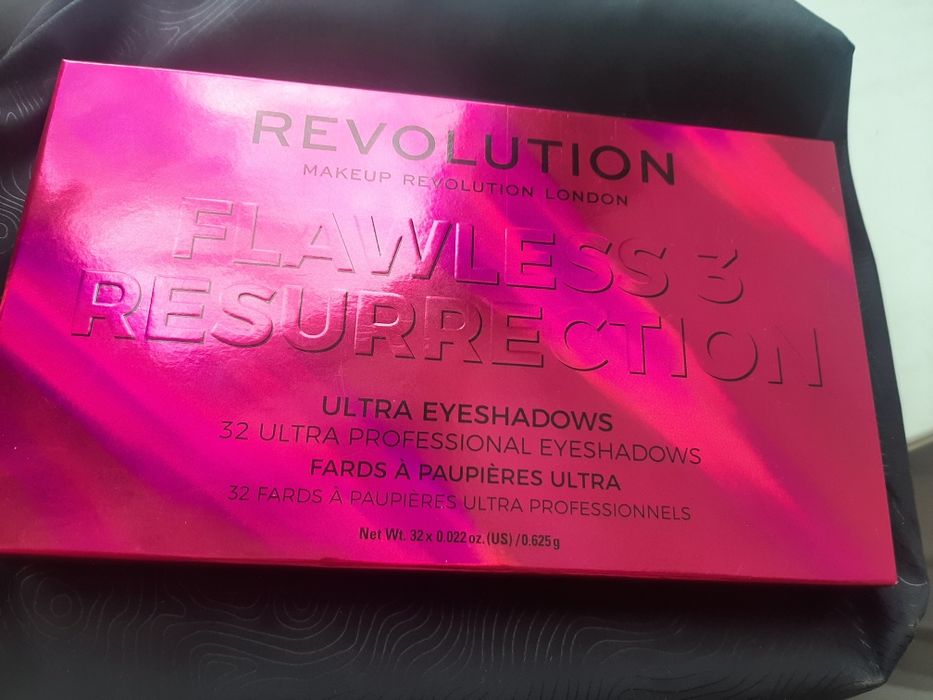 REVOLUTION
MAKEUP REVOLUTION LONDON
FLAWLESS 3
RESURRECTION
ULTRA EYESHADOWS
32 ULTRA PROFESSIONAL EYESHADOWS
FARDS À PAUPIÈRES ULTRA
32 FARDS À PAUPIÈRES ULTRA PROFESSIONNELS
Net Wt. 32 x 0.022 oz. (US) / 0.625 g